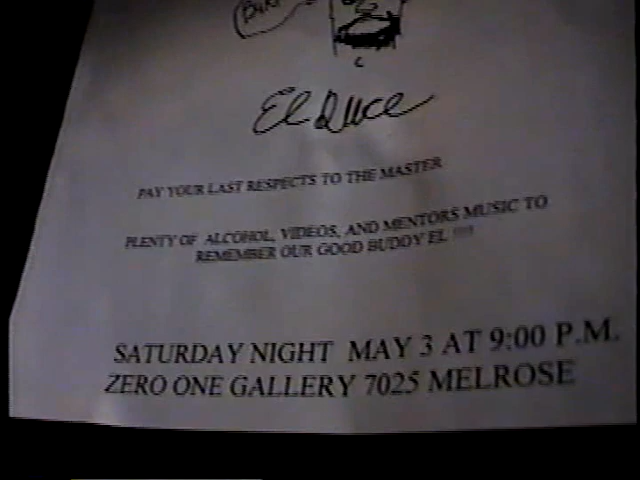 El Duce
PAY YOUR LAST RESPECTS TO THE MASTER
PLENTY OF ALCOHOL, VIDEOS, AND MENTORS MUSIC TO
REMEMBER OUR GOOD BUDDY EL !!!!
SATURDAY NIGHT MAY 3 AT 9:00 P.M.
ZERO ONE GALLERY 7025 MELROSE